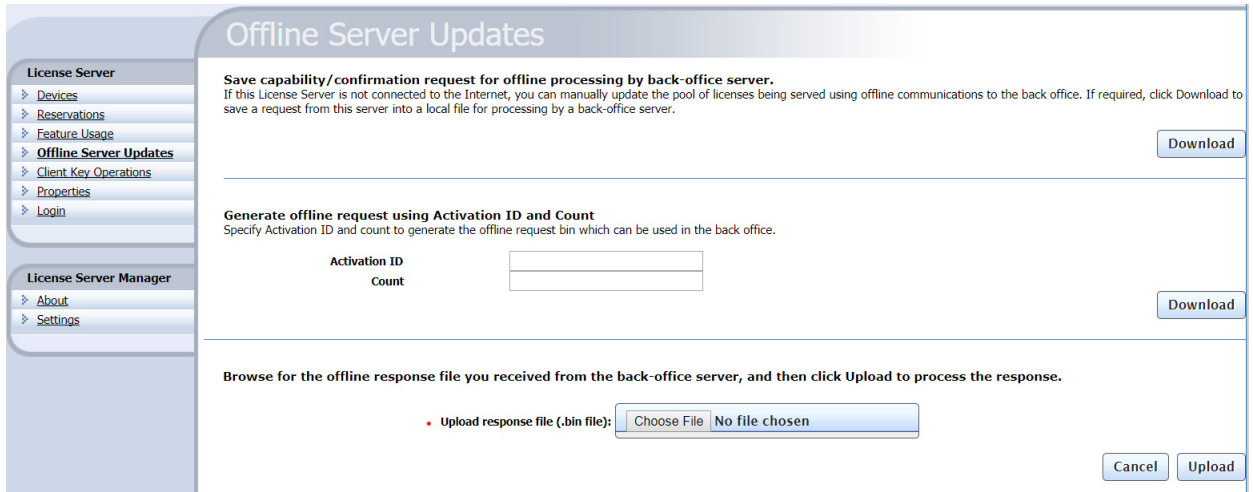 Offline Server Updates
License Server
Devices
Reservations
Feature Usage
Offline Server Updates
Client Key Operations
Properties
Login
License Server Manager
About
Settings
Save capability/confirmation request for offline processing by back-office server.
If this License Server is not connected to the Internet, you can manually update the pool of licenses being served using offline communications to the back office. If required, click Download to
save a request from this server into a local file for processing by a back-office server.
Download
Generate offline request using Activation ID and Count
Specify Activation ID and count to generate the offline request bin which can be used in the back office.
Activation ID
Count
Download
Browse for the offline response file you received from the back-office server, and then click Upload to process the response.
• Upload response file (.bin file): Choose File No file chosen
Cancel Upload